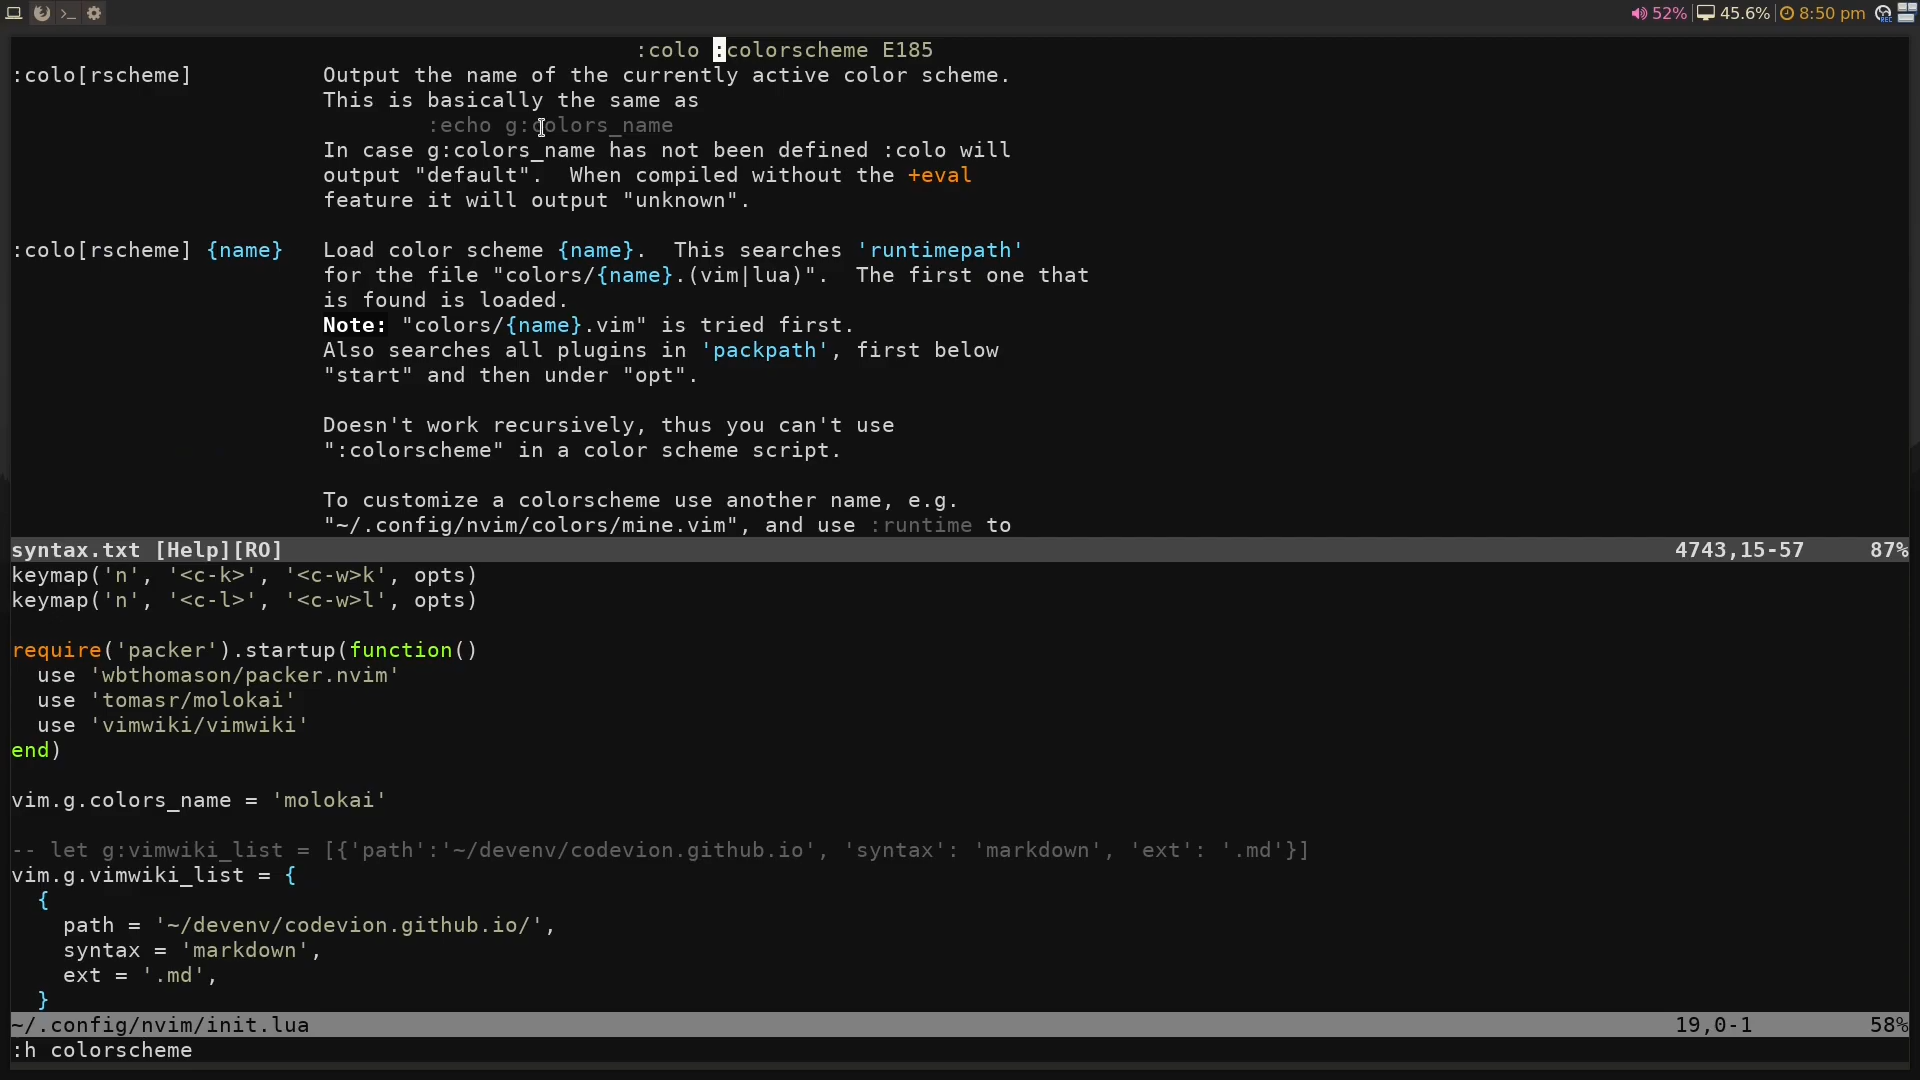 52% 45.6% 8:50 pm
:colo :colorscheme E185
:colo[rscheme] Output the name of the currently active color scheme.
This is basically the same as
:echo g:colors_name
In case g:colors_name has not been defined :colo will
output "default". When compiled without the +eval
feature it will output "unknown".
:colo[rscheme] {name} Load color scheme {name}. This searches 'runtimepath'
for the file "colors/{name}.(vim|lua)". The first one that
is found is loaded.
Note: "colors/{name}.vim" is tried first.
Also searches all plugins in 'packpath', first below
"start" and then under "opt".
Doesn't work recursively, thus you can't use
":colorscheme" in a color scheme script.
To customize a colorscheme use another name, e.g.
"~/.config/nvim/colors/mine.vim", and use :runtime to
syntax.txt [Help][RO] 4743,15-57 87%
keymap('n', '<c-k>', '<c-w>k', opts)
keymap('n', '<c-l>', '<c-w>l', opts)
require('packer').startup(function()
use 'wbthomason/packer.nvim'
use 'tomasr/molokai'
use 'vimwiki/vimwiki'
end)
vim.g.colors_name = 'molokai'
-- let g:vimwiki_list = [{'path':'~/devenv/codevion.github.io', 'syntax': 'markdown', 'ext': '.md'}]
vim.g.vimwiki_list = {
{
path = '~/devenv/codevion.github.io/',
syntax = 'markdown',
ext = '.md',
}
~/.config/nvim/init.lua 19,0-1 58%
:h colorscheme